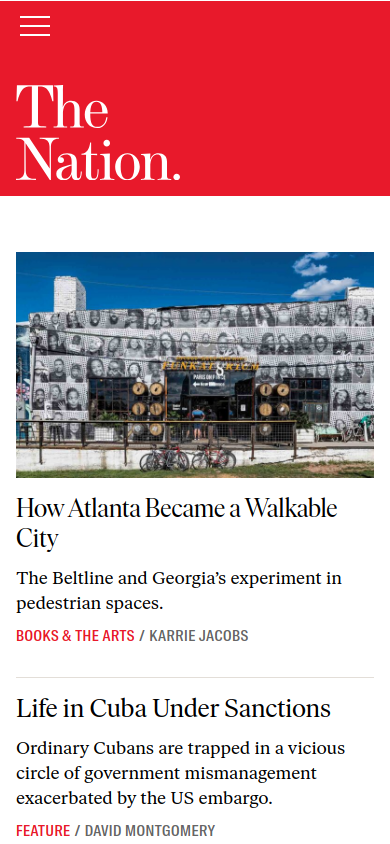 The
Nation.
How Atlanta Became a Walkable
City
The Beltline and Georgia’s experiment in
pedestrian spaces.
BOOKS & THE ARTS / KARRIE JACOBS
Life in Cuba Under Sanctions
Ordinary Cubans are trapped in a vicious
circle of government mismanagement
exacerbated by the US embargo.
FEATURE / DAVID MONTGOMERY